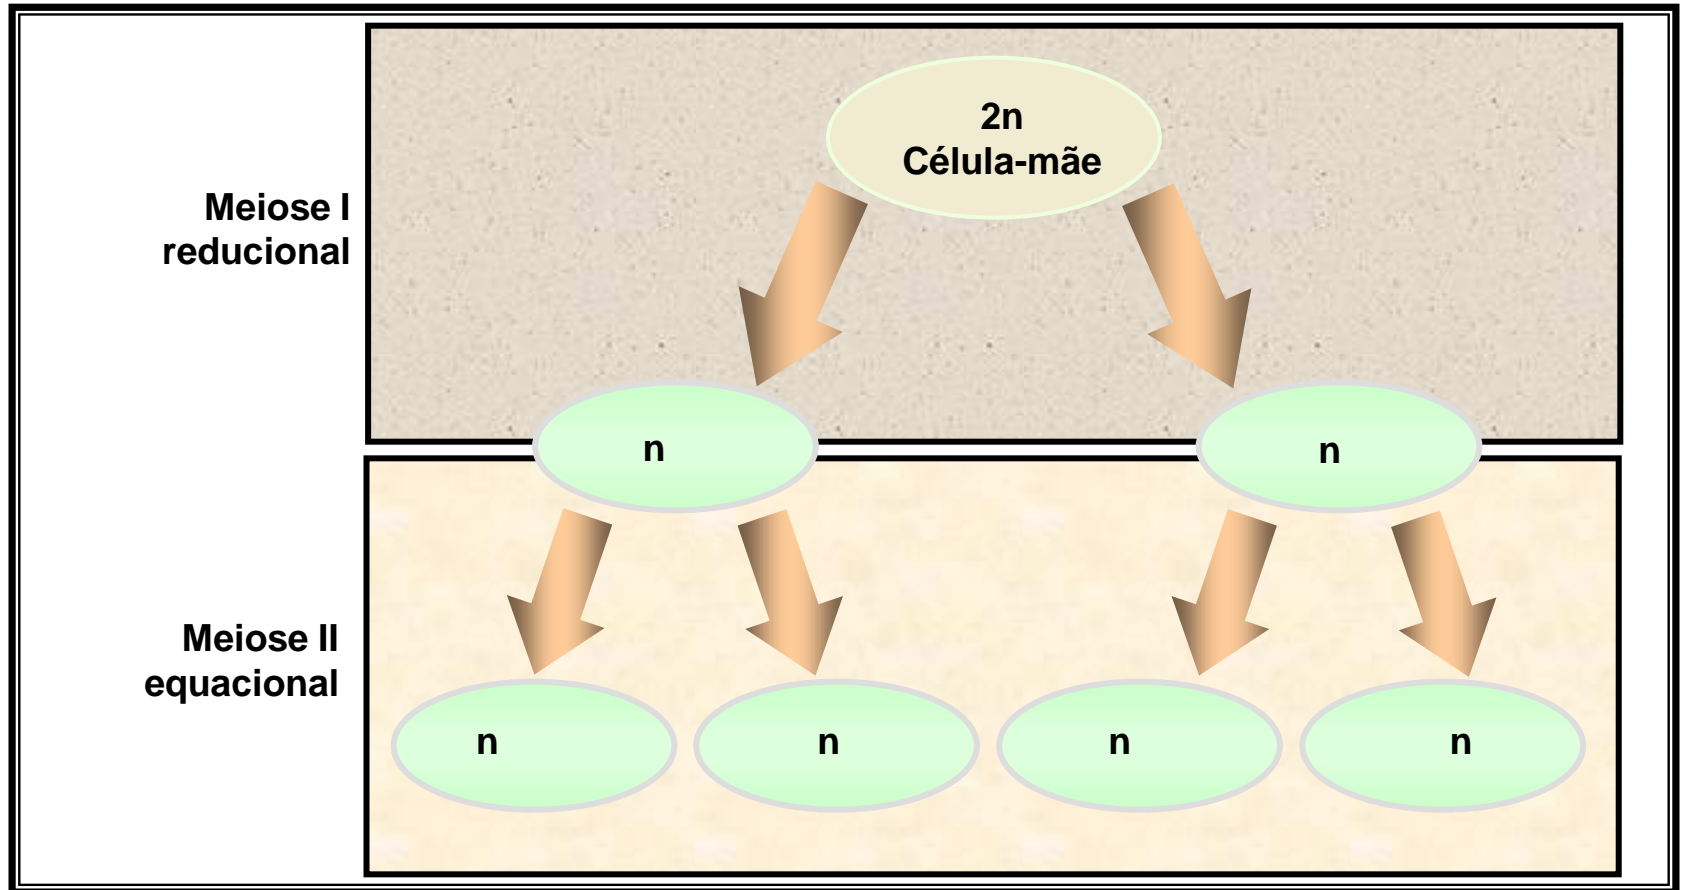 2n
Célula-mãe
Meiose I
reducional
n
n
Meiose II
equacional
n
n
n
n